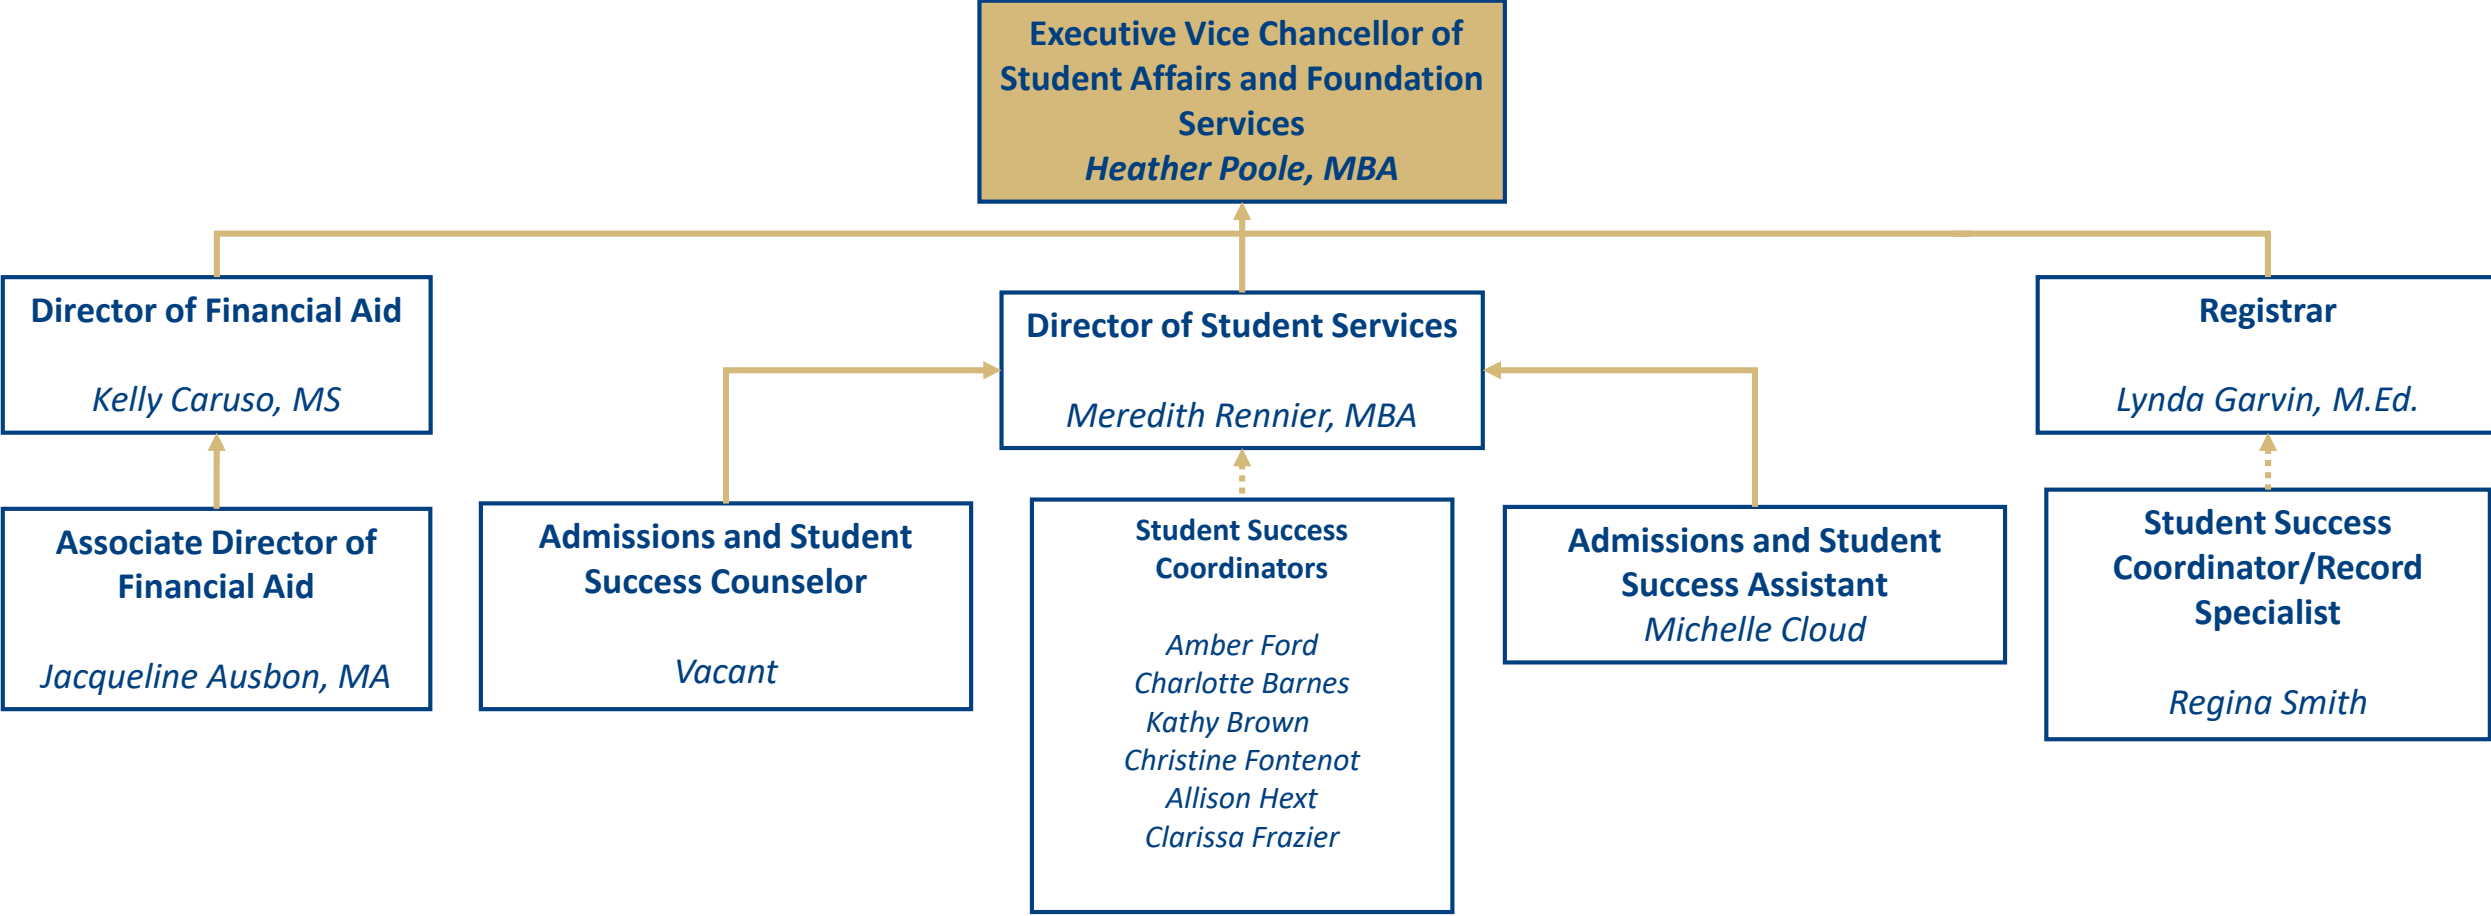 Executive Vice Chancellor of
Student Affairs and Foundation
Services
Heather Poole, MBA
Director of Financial Aid
Kelly Caruso, MS
Director of Student Services
Meredith Rennier, MBA
Registrar
Lynda Garvin, M.Ed.
Associate Director of
Financial Aid
Jacqueline Ausbon, MA
Admissions and Student
Success Counselor
Vacant
Student Success
Coordinators
Amber Ford
Charlotte Barnes
Kathy Brown
Christine Fontenot
Allison Hext
Clarissa Frazier
Admissions and Student
Success Assistant
Michelle Cloud
Student Success
Coordinator/Record
Specialist
Regina Smith